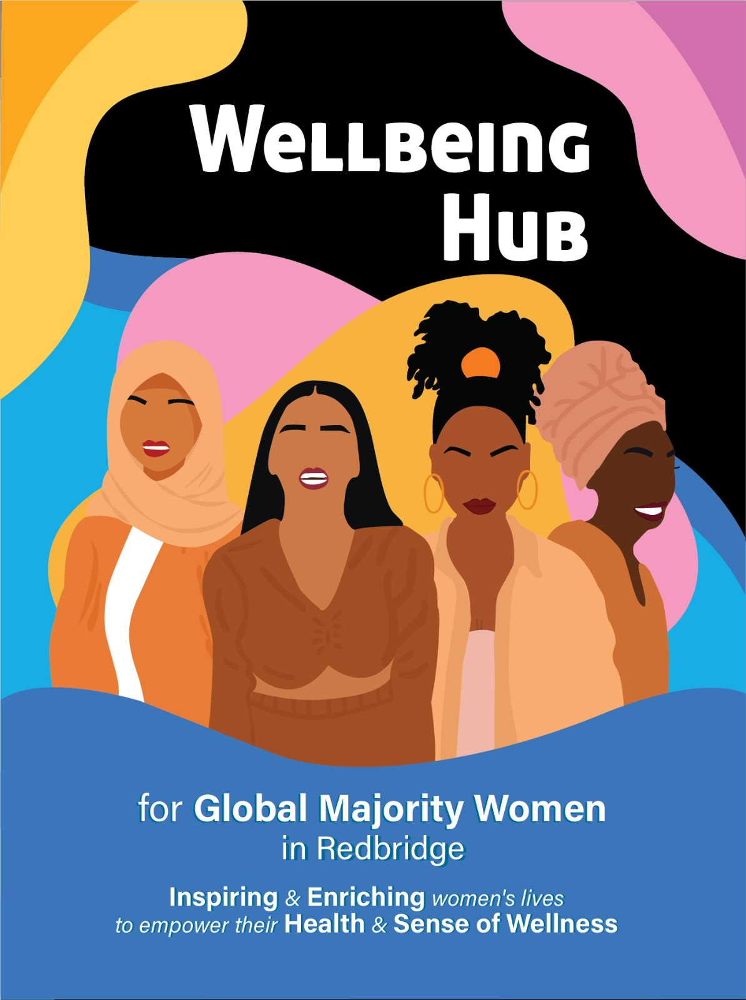 Wellbeing
Hub
for Global Majority Women
in Redbridge
Inspiring & Enriching women's lives
to empower their Health & Sense of Wellness